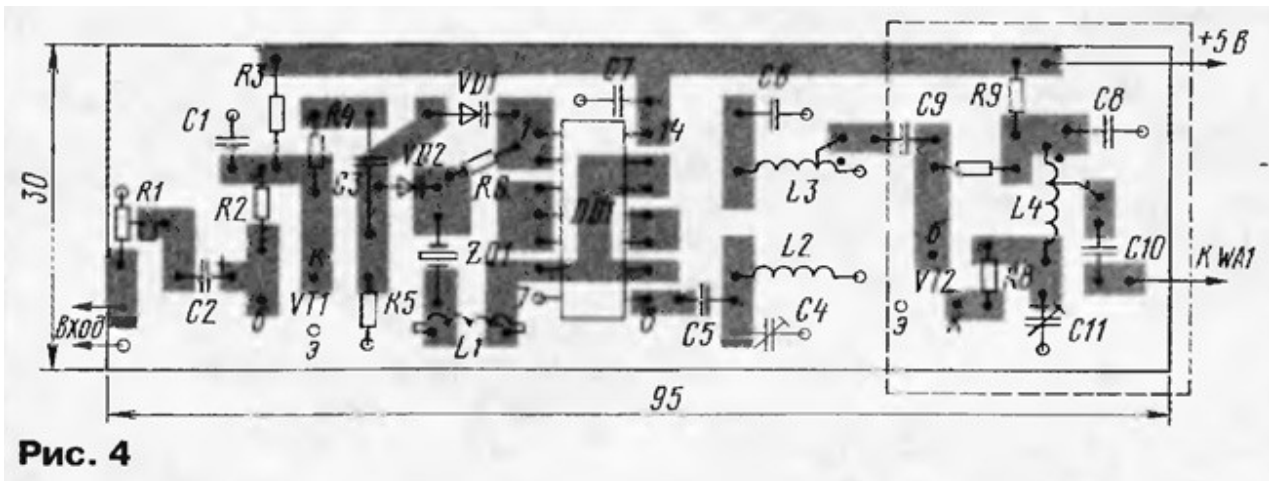 +5 В
R3
VD1
C7
C6
C9
R9
C8
C1
R4
1
14
VD2
C3
R6
DD1
L3
R1
R2
L4
30
ZQ1
L2
б
C10
К WA1
C2
к
VT2
R8
Вход
б
VT1
R5
7
8
C5
C4
э
к
C11
э
L1
95
Рис. 4